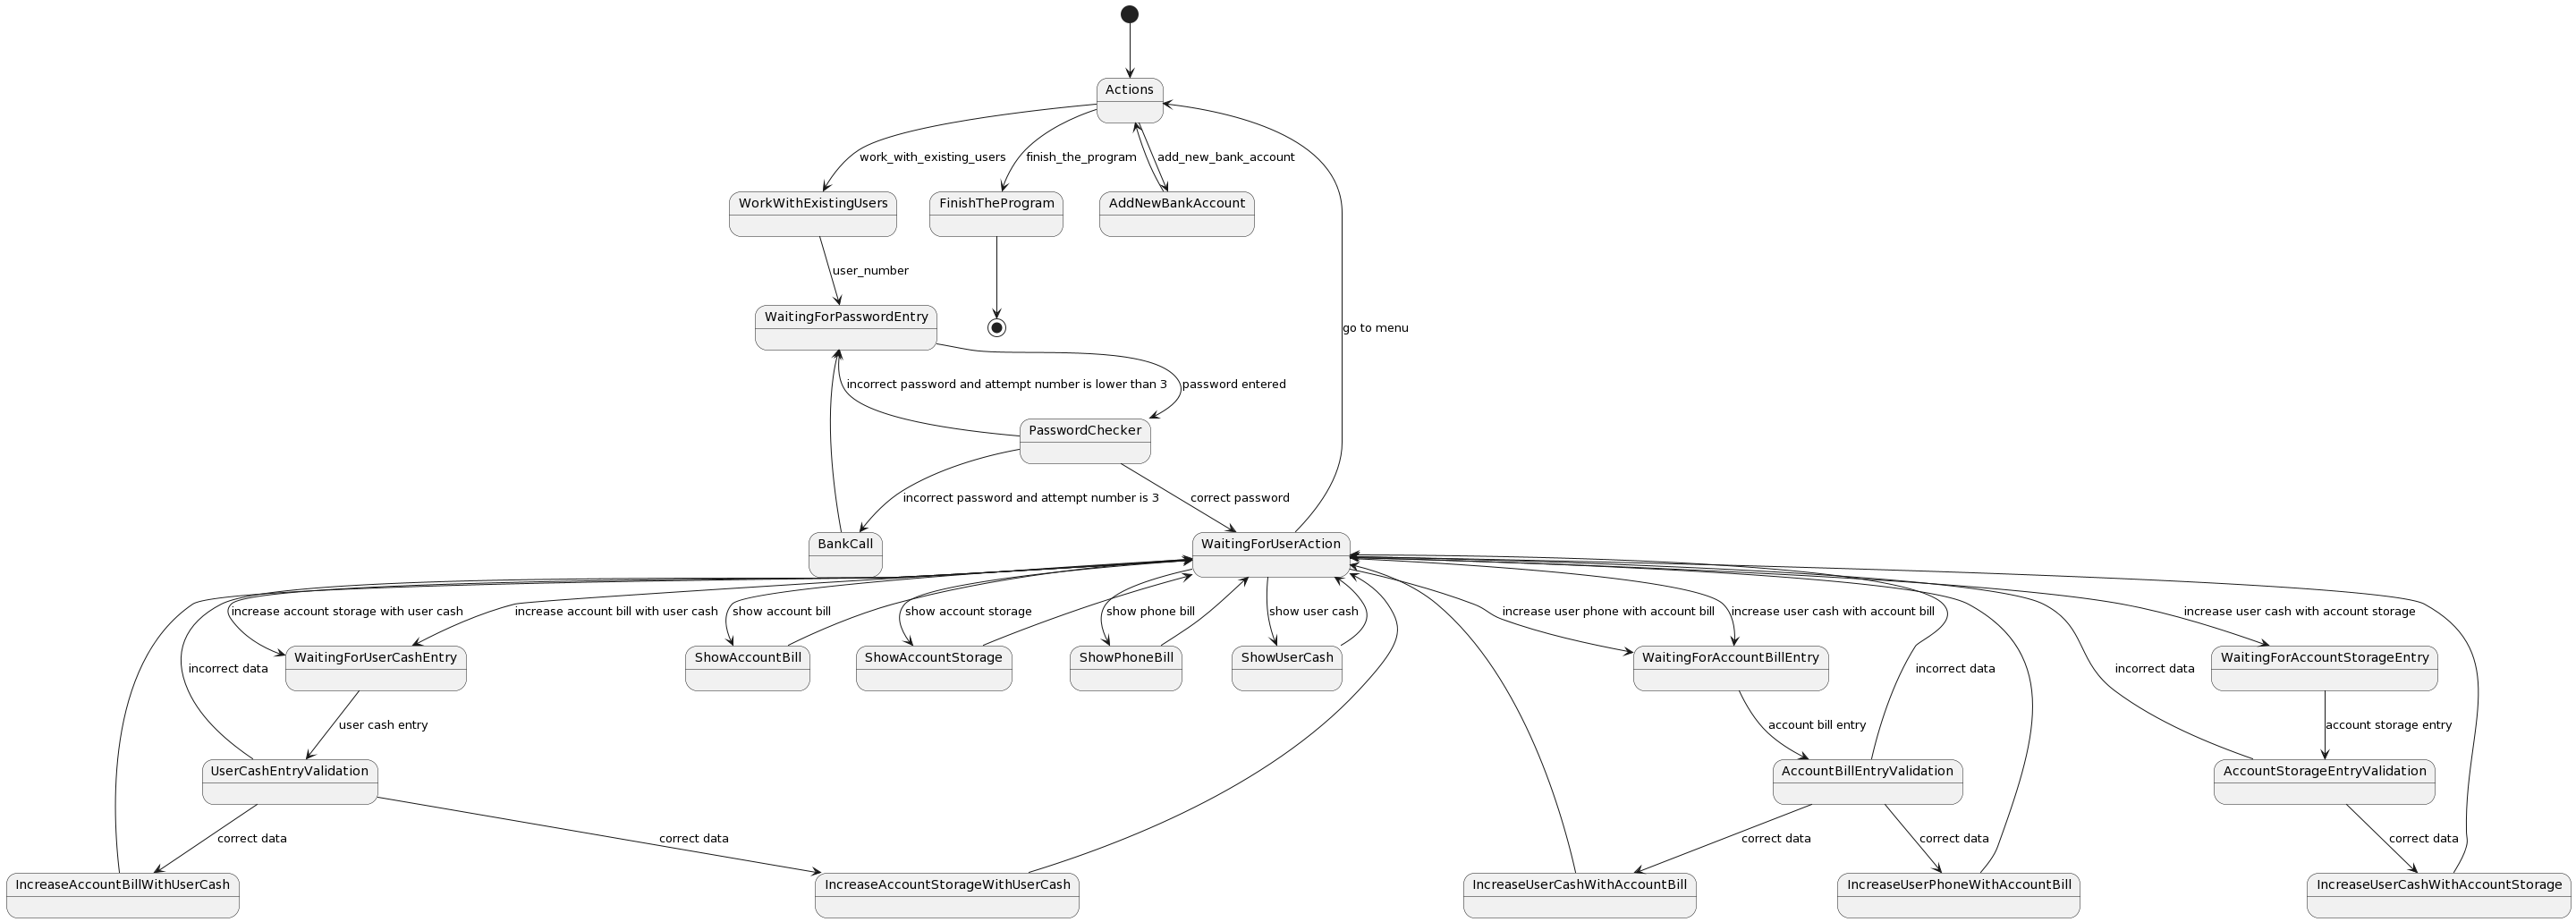 Actions
work_with_existing_users
finish_the_program
add_new_bank_account
WorkWithExistingUsers
FinishTheProgram
AddNewBankAccount
user_number
WaitingForPasswordEntry
go to menu
incorrect password and attempt number is lower than 3
password entered
PasswordChecker
incorrect password and attempt number is 3
correct password
BankCall
WaitingForUserAction
increase account storage with user cash
increase account bill with user cash
show account bill
show account storage
show phone bill
show user cash
increase user phone with account bill
increase user cash with account bill
increase user cash with account storage
WaitingForUserCashEntry
ShowAccountBill
ShowAccountStorage
ShowPhoneBill
ShowUserCash
WaitingForAccountBillEntry
WaitingForAccountStorageEntry
incorrect data
incorrect data
incorrect data
user cash entry
account bill entry
account storage entry
UserCashEntryValidation
AccountBillEntryValidation
AccountStorageEntryValidation
correct data
correct data
correct data
correct data
correct data
IncreaseAccountBillWithUserCash
IncreaseAccountStorageWithUserCash
IncreaseUserCashWithAccountBill
IncreaseUserPhoneWithAccountBill
IncreaseUserCashWithAccountStorage